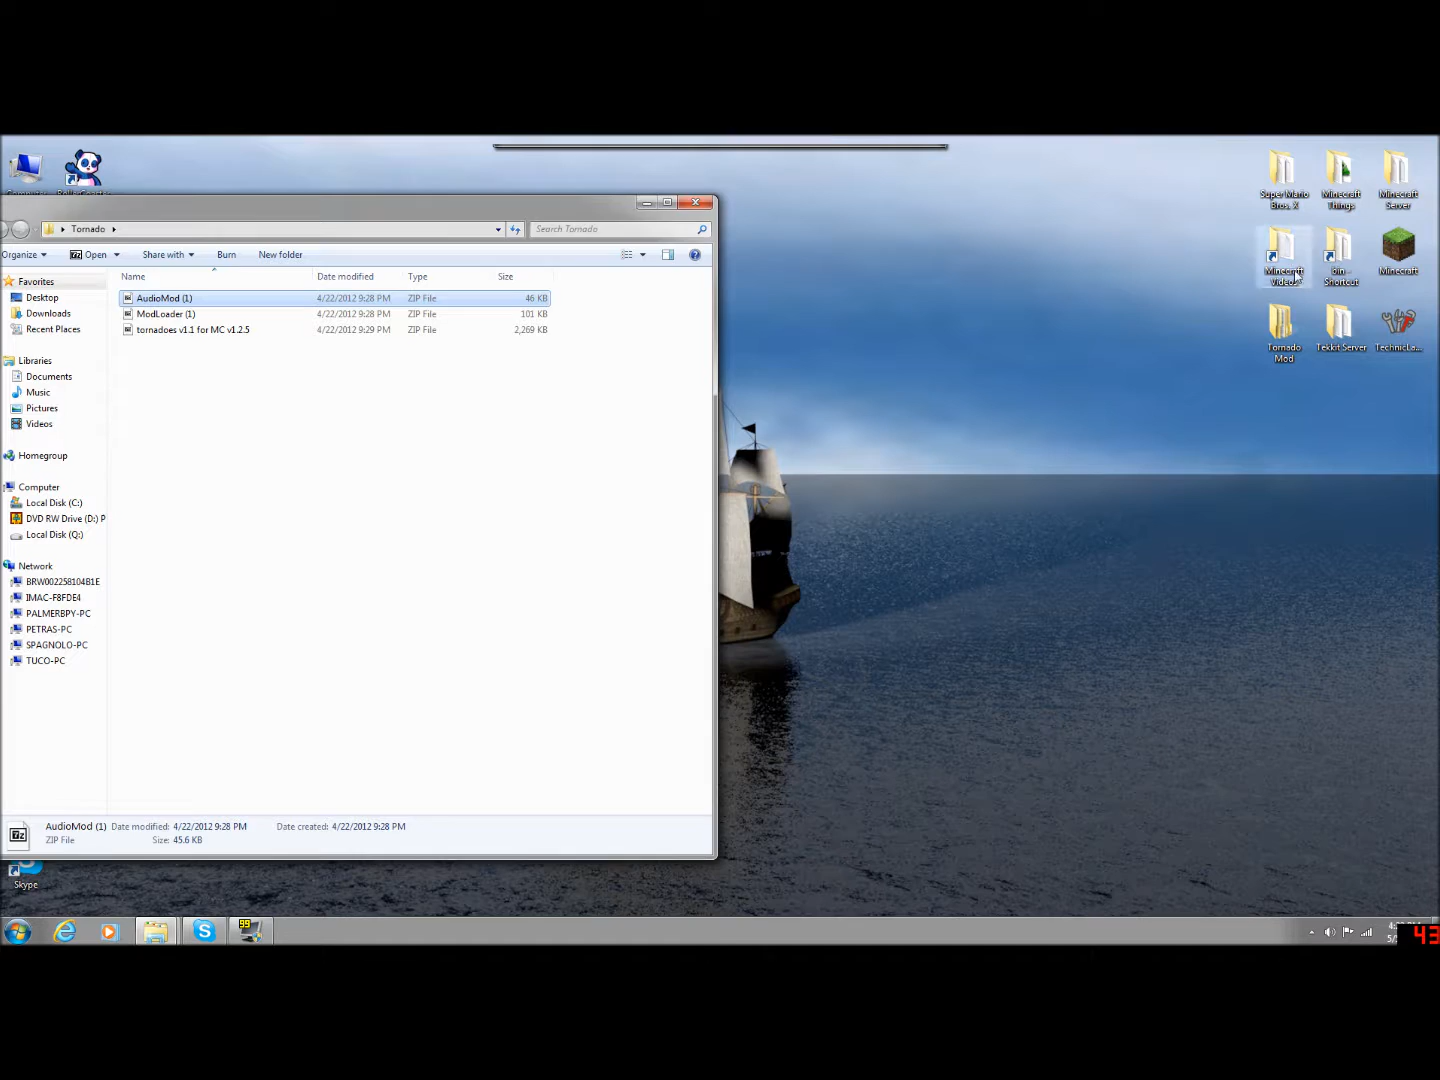 Super Mario Bros. X
Minecraft Things
Minecraft Server
Tornado
Search Tornado
Organize
Open
Share with
Burn
New folder
Name
Date modified
Type
Size
Favorites
Desktop
Downloads
Recent Places
Libraries
Documents
Music
Pictures
Videos
Homegroup
Computer
Local Disk (C:)
DVD RW Drive (D:) P
Local Disk (Q:)
Network
BRW002258104B1E
IMAC-F8FDE4
PALMERBPY-PC
PETRAS-PC
SPAGNOLO-PC
TUCO-PC
AudioMod (1) 4/22/2012 9:28 PM ZIP File 46 KB
ModLoader (1) 4/22/2012 9:28 PM ZIP File 101 KB
tornadoes v1.1 for MC v1.2.5 4/22/2012 9:29 PM ZIP File 2,269 KB
Minecraft Videos
Bin - Shortcut
Minecraft
Tornado Mod
Tekkit Server
TechnicLa...
7z
AudioMod (1) Date modified: 4/22/2012 9:28 PM Date created: 4/22/2012 9:28 PM
ZIP File Size: 45.6 KB
Skype
99
43